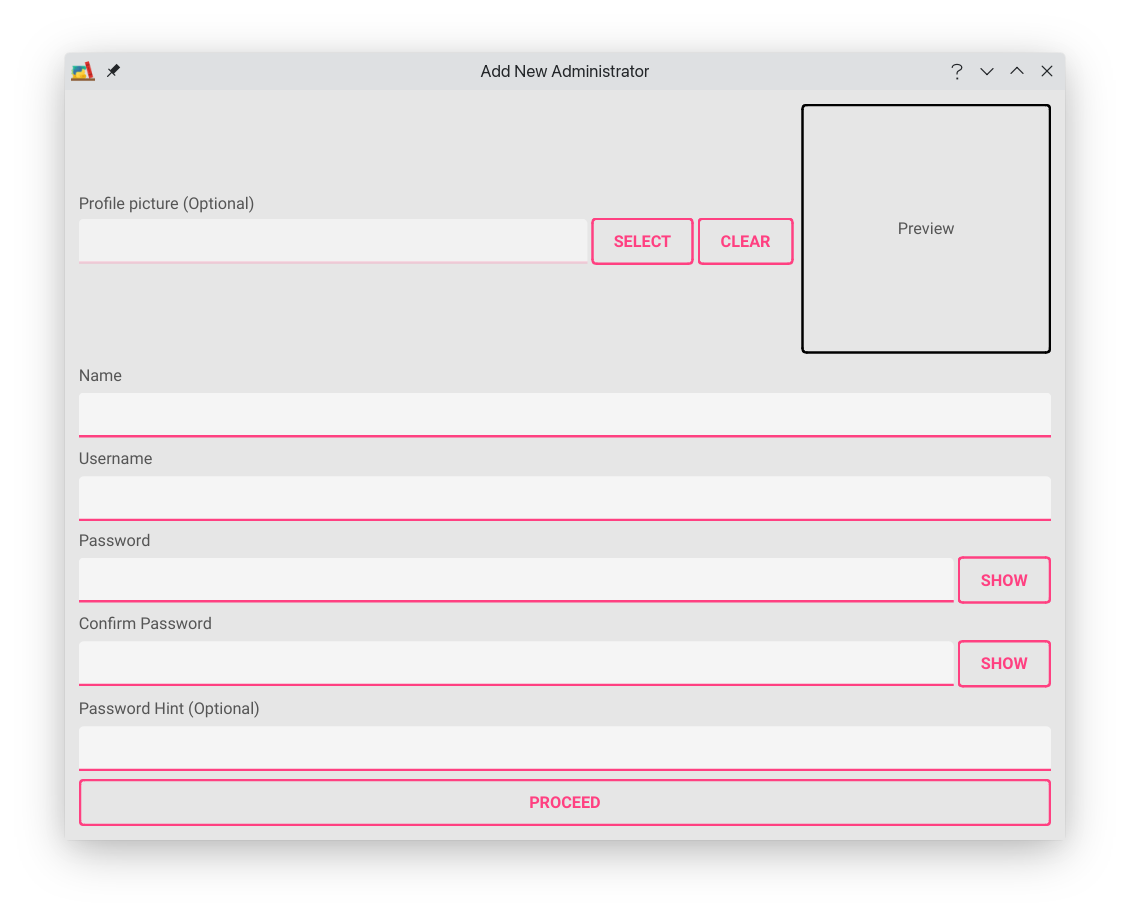 Add New Administrator
?
Profile picture (Optional)
SELECT
CLEAR
Preview
Name
Username
Password
SHOW
Confirm Password
SHOW
Password Hint (Optional)
PROCEED